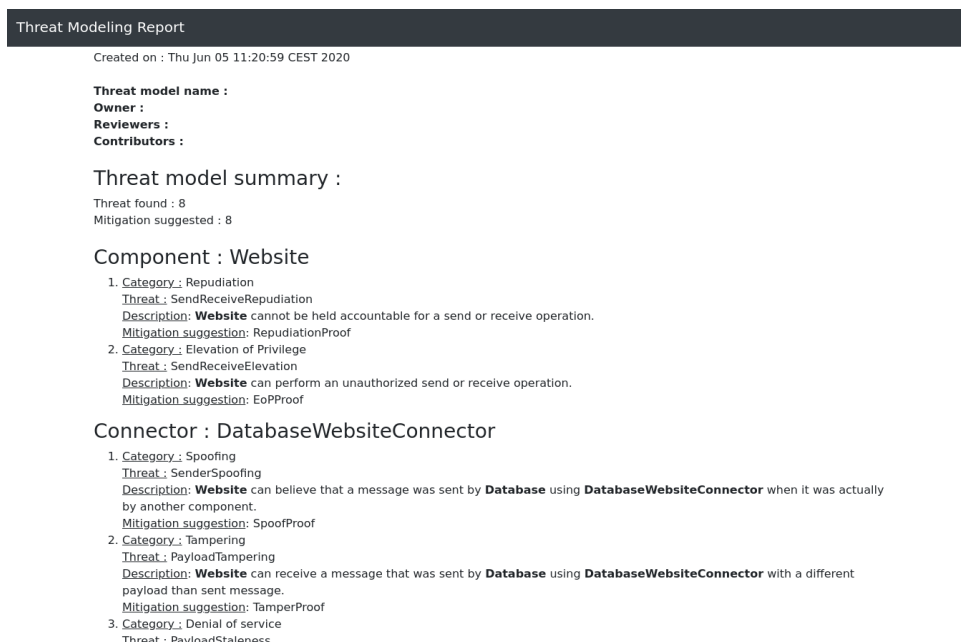 Threat Modeling Report
Created on : Thu Jun 05 11:20:59 CEST 2020
Threat model name :
Owner :
Reviewers :
Contributors :
Threat model summary :
Threat found : 8
Mitigation suggested : 8
Component : Website
1. Category : Repudiation
Threat : SendReceiveRepudiation
Description: Website cannot be held accountable for a send or receive operation.
Mitigation suggestion: RepudiationProof
2. Category : Elevation of Privilege
Threat : SendReceiveElevation
Description: Website can perform an unauthorized send or receive operation.
Mitigation suggestion: EoPProof
Connector : DatabaseWebsiteConnector
1. Category : Spoofing
Threat : SenderSpoofing
Description: Website can believe that a message was sent by Database using DatabaseWebsiteConnector when it was actually
by another component.
Mitigation suggestion: SpoofProof
2. Category : Tampering
Threat : PayloadTampering
Description: Website can receive a message that was sent by Database using DatabaseWebsiteConnector with a different
payload than sent message.
Mitigation suggestion: TamperProof
3. Category : Denial of service
Threat : PayloadStaleness